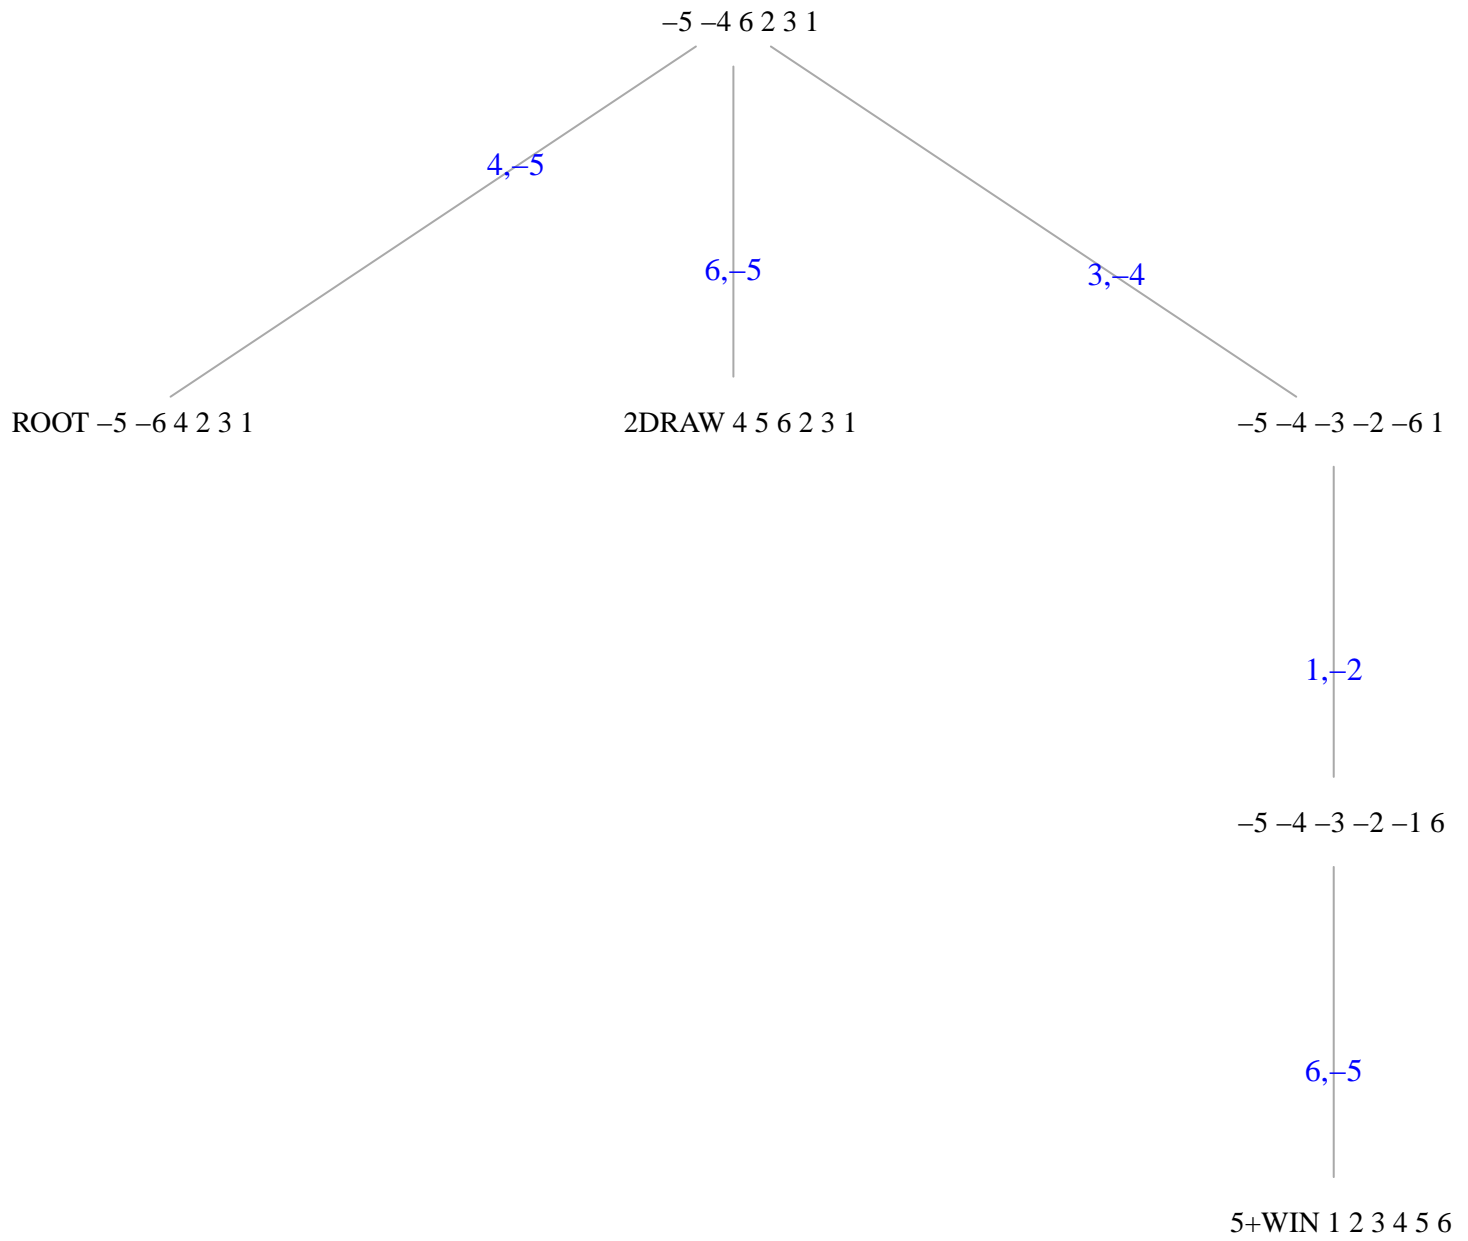 –5 –4 6 2 3 1
4,–5
6,–5
3,–4
ROOT –5 –6 4 2 3 1
2DRAW 4 5 6 2 3 1
–5 –4 –3 –2 –6 1
1,–2
–5 –4 –3 –2 –1 6
6,–5
5+WIN 1 2 3 4 5 6